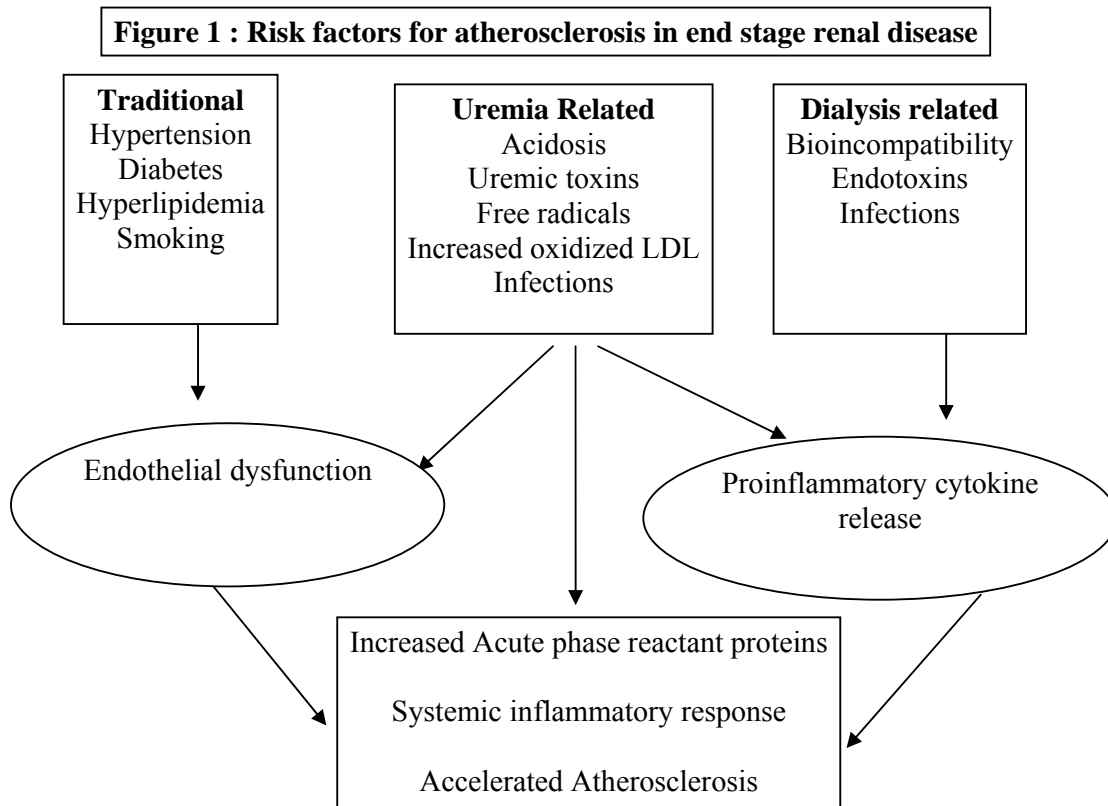 Figure 1 : Risk factors for atherosclerosis in end stage renal disease
Traditional
Hypertension
Diabetes
Hyperlipidemia
Smoking
Uremia Related
Acidosis
Uremic toxins
Free radicals
Increased oxidized LDL
Infections
Dialysis related
Bioincompatibility
Endotoxins
Infections
Endothelial dysfunction
Proinflammatory cytokine
release
Increased Acute phase reactant proteins
Systemic inflammatory response
Accelerated Atherosclerosis